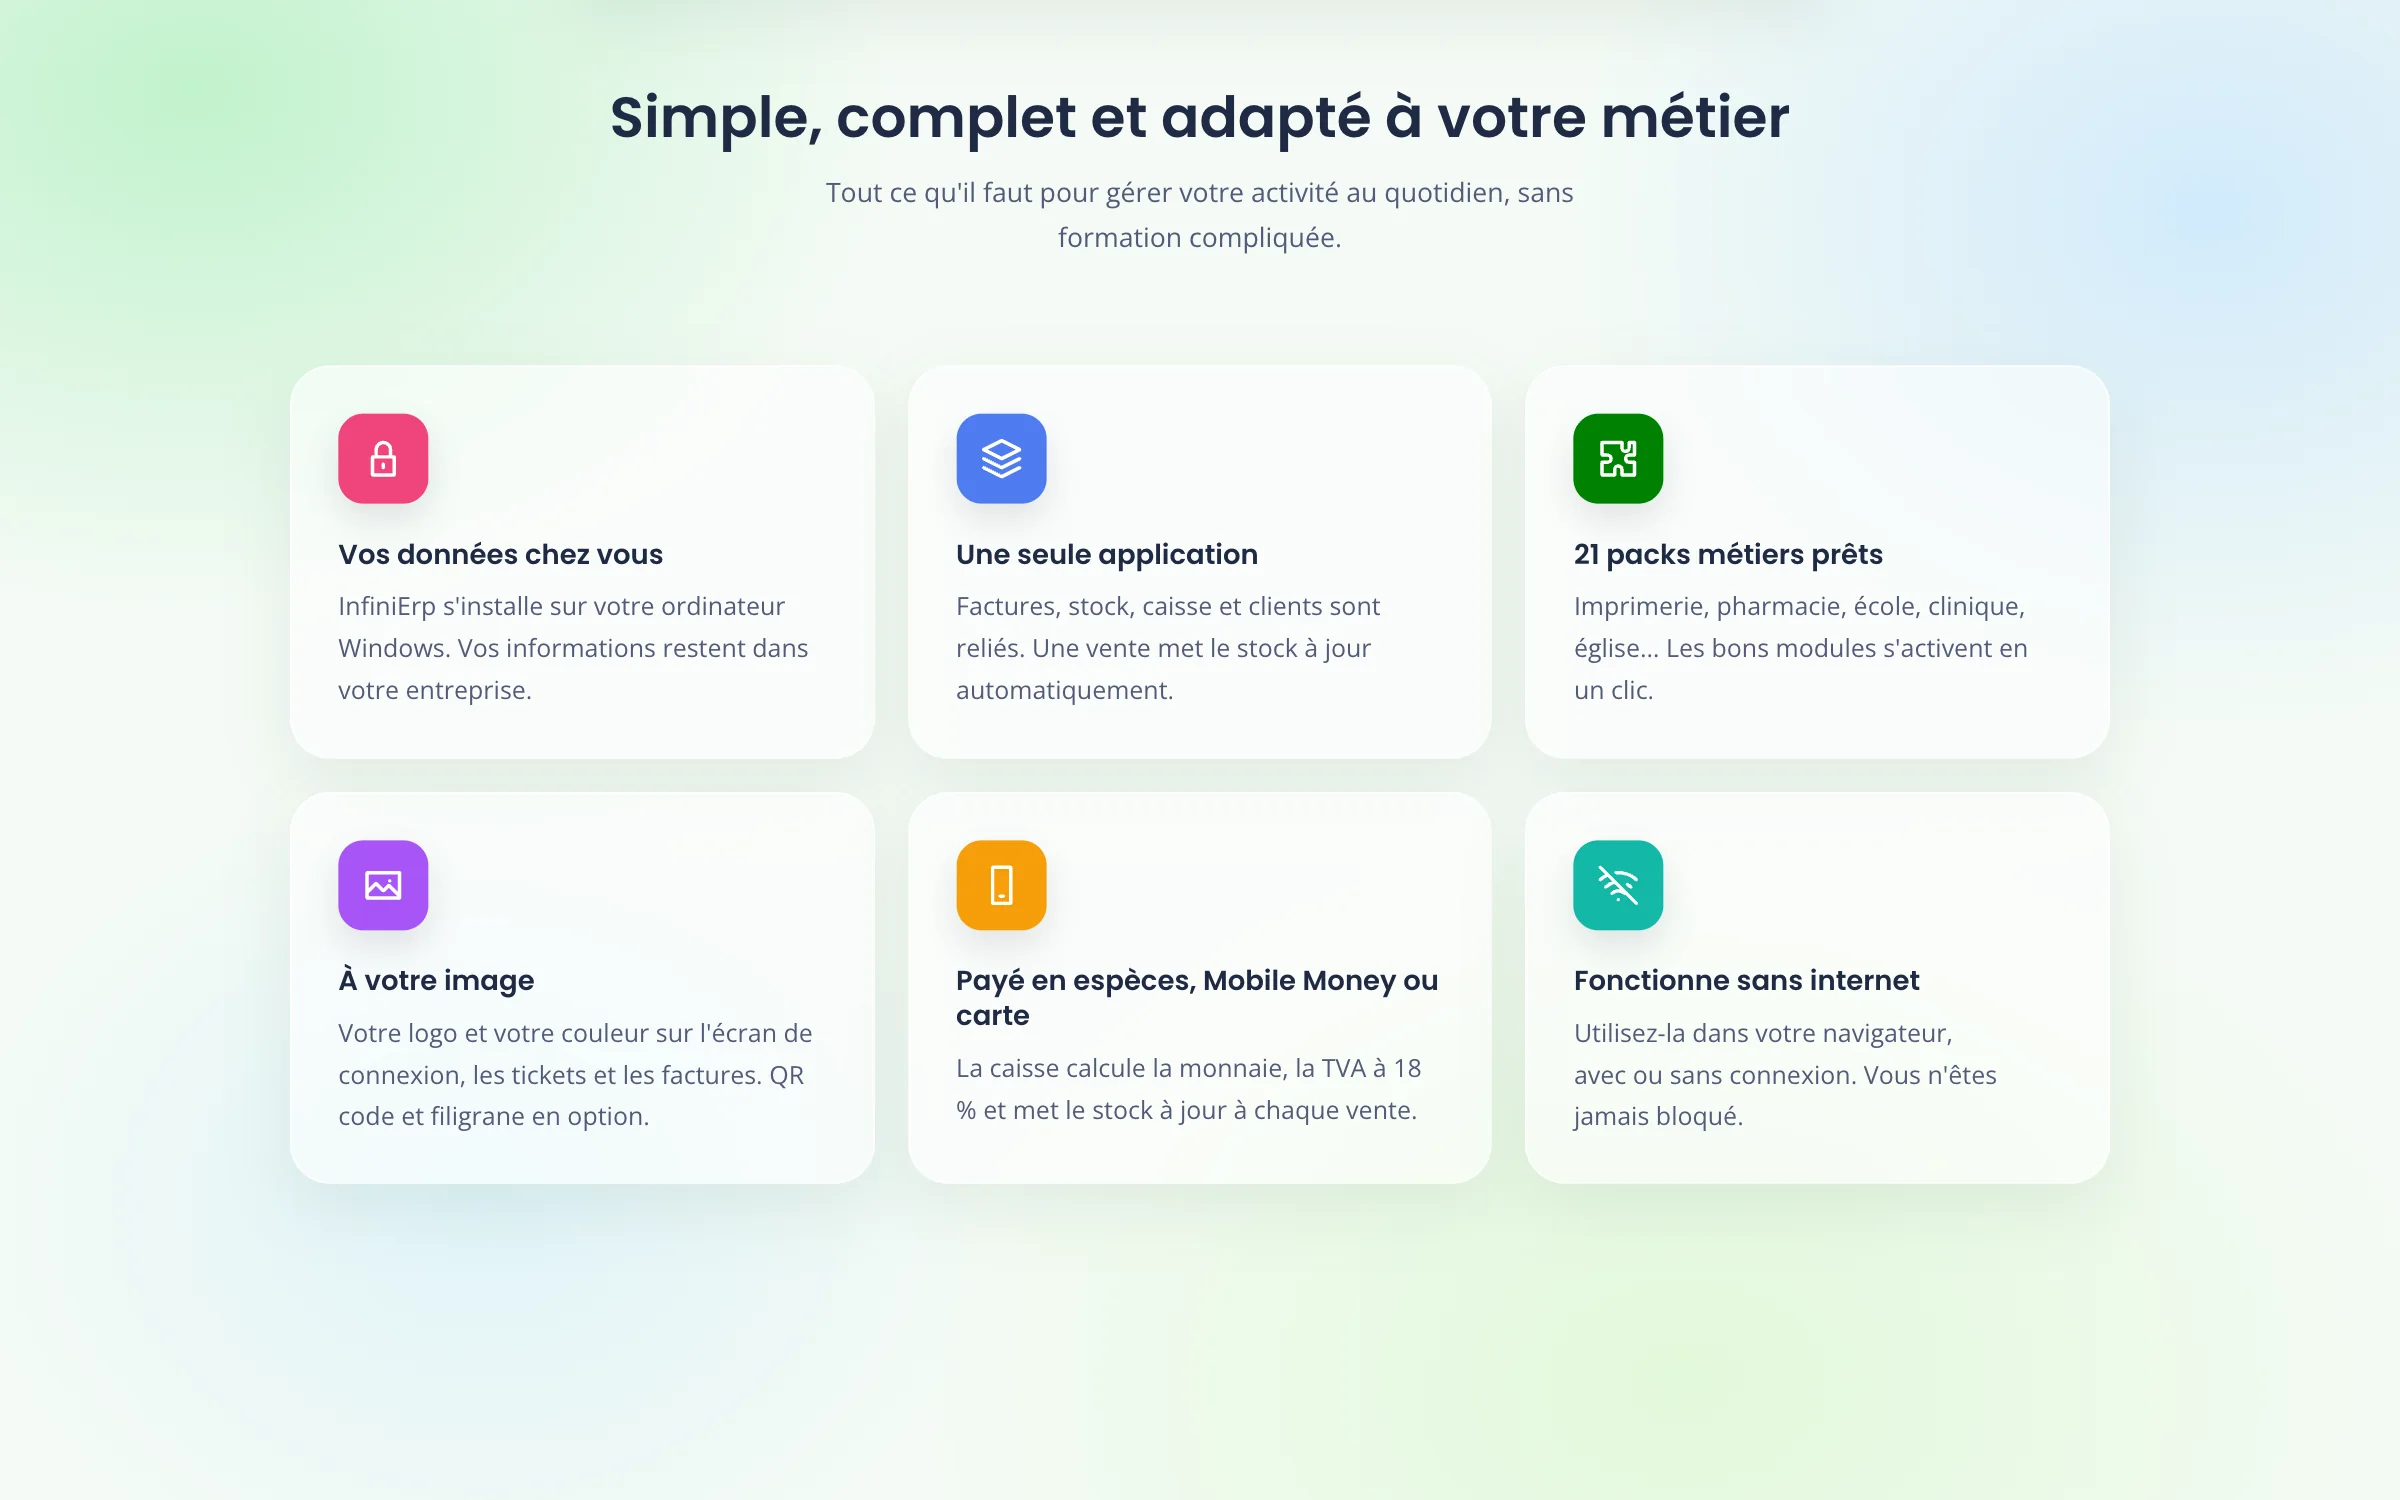 Simple, complet et adapté à votre métier
Tout ce qu'il faut pour gérer votre activité au quotidien, sans
formation compliquée.
Vos données chez vous
InfiniErp s'installe sur votre ordinateur
Windows. Vos informations restent dans
votre entreprise.
Une seule application
Factures, stock, caisse et clients sont
reliés. Une vente met le stock à jour
automatiquement.
21 packs métiers prêts
Imprimerie, pharmacie, école, clinique,
église... Les bons modules s'activent en
un clic.
À votre image
Votre logo et votre couleur sur l'écran de
connexion, les tickets et les factures. QR
code et filigrane en option.
Payé en espèces, Mobile Money ou
carte
La caisse calcule la monnaie, la TVA à 18
% et met le stock à jour à chaque vente.
Fonctionne sans internet
Utilisez-la dans votre navigateur,
avec ou sans connexion. Vous n'êtes
jamais bloqué.